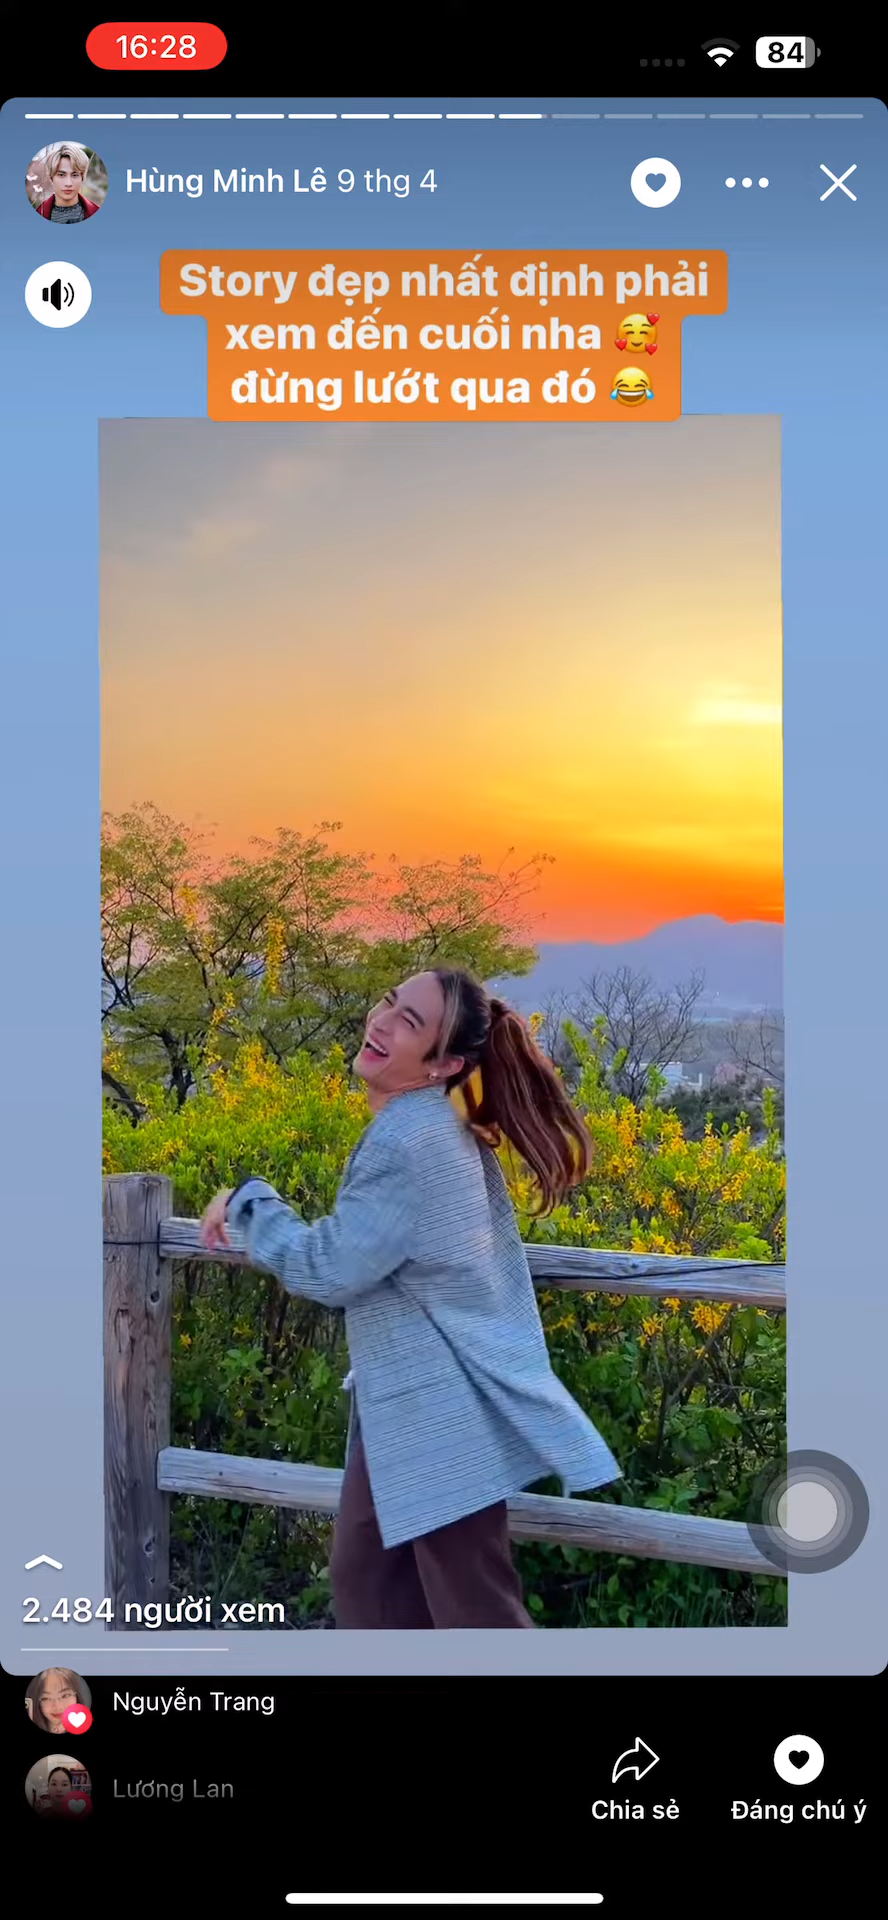 16:28
84
Hùng Minh Lê 9 thg 4
Story đẹp nhất định phải
xem đến cuối nha 🥰
đừng lướt qua đó 😂
2.484 người xem
Nguyễn Trang
Lương Lan
Chia sẻ
Đáng chú ý